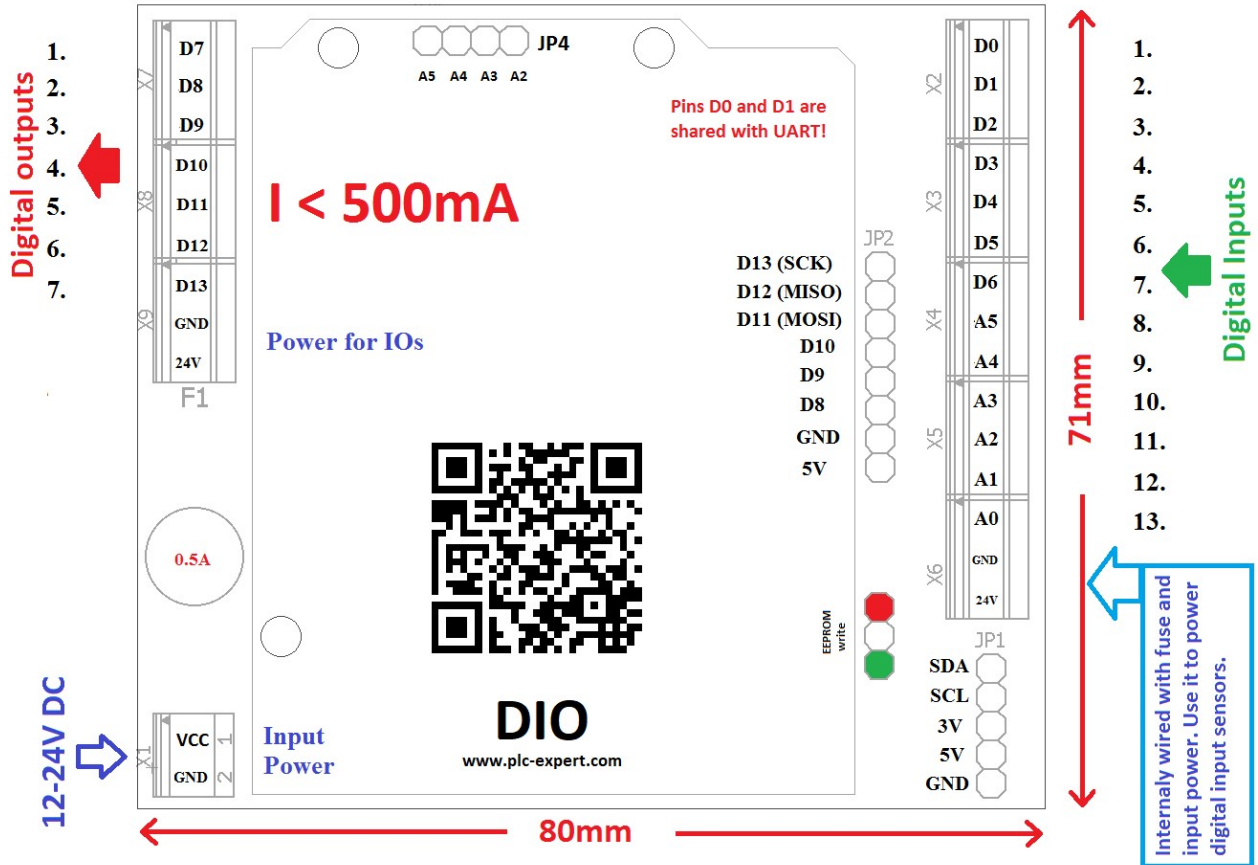 Digital outputs
1.
2.
3.
4.
5.
6.
7.
X7
D7
D8
D9
X8
D10
D11
D12
X9
D13
GND
24V
F1
0.5A
12-24V DC
X1
VCC 1
GND 2
Input
Power
JP4
A5 A4 A3 A2
Pins D0 and D1 are
shared with UART!
I < 500mA
Power for IOs
JP2
D13 (SCK)
D12 (MISO)
D11 (MOSI)
D10
D9
D8
GND
5V
EEPROM
write
DIO
www.plc-expert.com
JP1
SDA
SCL
3V
5V
GND
X2
D0
D1
D2
X3
D3
D4
D5
X4
D6
A5
A4
X5
A3
A2
A1
X6
A0
GND
24V
71mm
80mm
1.
2.
3.
4.
5.
6.
7.
8.
9.
10.
11.
12.
13.
Digital Inputs
Internaly wired with fuse and
input power. Use it to power
digital input sensors.